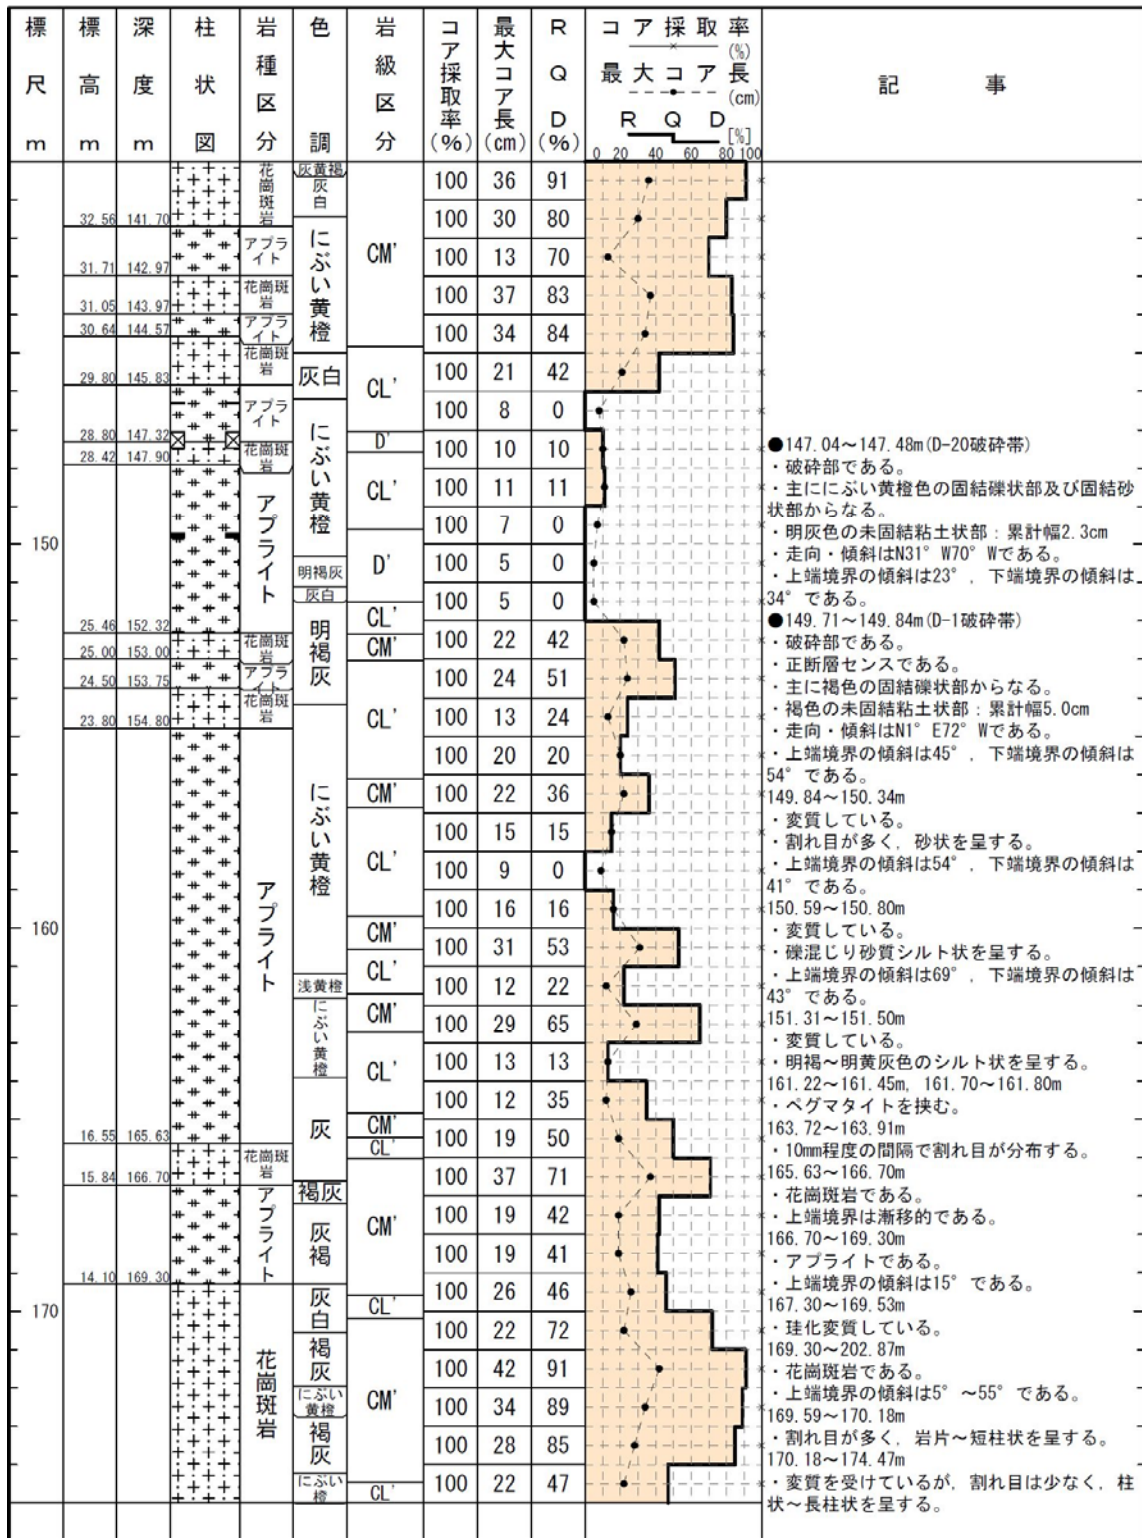 標尺m
標高m
深度m
柱状図
岩種区分
色調
岩級区分
コア採取率(%)
最大コア長(cm)
RQD(%)
コア採取率
(%)
最大コア長
(cm)
RQD
[%]
0 20 40 60 80 100
記事
150
160
170
32.56 141.70
31.71 142.97
31.05 143.97
30.64 144.57
29.80 145.83
28.80 147.32
28.42 147.90
25.46 152.32
25.00 153.00
24.50 153.75
23.80 154.80
16.55 165.63
15.84 166.70
14.10 169.30
花崗斑岩
アプライト
花崗斑岩
アプライト
花崗斑岩
アプライト
花崗斑岩
アプライト
花崗斑岩
アプライト
花崗斑岩
アプライト
花崗斑岩
アプライト
花崗斑岩
灰黄褐
灰白
にぶい黄橙
灰白
にぶい黄橙
明褐灰
灰白
明褐灰
にぶい黄橙
浅黄橙
にぶい黄橙
灰
褐灰
灰褐
灰白
褐灰
にぶい黄橙
褐灰
にぶい橙
CM'
CL'
D'
CL'
D'
CL'
CM'
CL'
CM'
CL'
CM'
CL'
CM'
CL'
CM'
CL'
CM'
CL'
CM'
CL'
100 36 91
100 30 80
100 13 70
100 37 83
100 34 84
100 21 42
100 8 0
100 10 10
100 11 11
100 7 0
100 5 0
100 5 0
100 22 42
100 24 51
100 13 24
100 20 20
100 22 36
100 15 15
100 9 0
100 16 16
100 31 53
100 12 22
100 29 65
100 13 13
100 12 35
100 19 50
100 37 71
100 19 42
100 19 41
100 26 46
100 22 72
100 42 91
100 34 89
100 28 85
100 22 47
●147.04～147.48m(D-20破砕帯)
・破砕部である。
・主ににぶい黄橙色の固結礫状部及び固結砂
状部からなる。
・明灰色の未固結粘土状部：累計幅2.3cm
・走向・傾斜はN31°W70°Wである。
・上端境界の傾斜は23°，下端境界の傾斜は
34°である。
●149.71～149.84m(D-1破砕帯)
・破砕部である。
・正断層センスである。
・主に褐色の固結礫状部からなる。
・褐色の未固結粘土状部：累計幅5.0cm
・走向・傾斜はN1°E72°Wである。
・上端境界の傾斜は45°，下端境界の傾斜は
54°である。
149.84～150.34m
・変質している。
・割れ目が多く，砂状を呈する。
・上端境界の傾斜は54°，下端境界の傾斜は
41°である。
150.59～150.80m
・変質している。
・礫混じり砂質シルト状を呈する。
・上端境界の傾斜は69°，下端境界の傾斜は
43°である。
151.31～151.50m
・変質している。
・明褐～明黄灰色のシルト状を呈する。
161.22～161.45m, 161.70～161.80m
・ペグマタイトを挟む。
163.72～163.91m
・10mm程度の間隔で割れ目が分布する。
165.63～166.70m
・花崗斑岩である。
・上端境界は漸移的である。
166.70～169.30m
・アプライトである。
・上端境界の傾斜は15°である。
167.30～169.53m
・珪化変質している。
169.30～202.87m
・花崗斑岩である。
・上端境界の傾斜は5°～55°である。
169.59～170.18m
・割れ目が多く，岩片～短柱状を呈する。
170.18～174.47m
・変質を受けているが，割れ目は少なく，柱
状～長柱状を呈する。